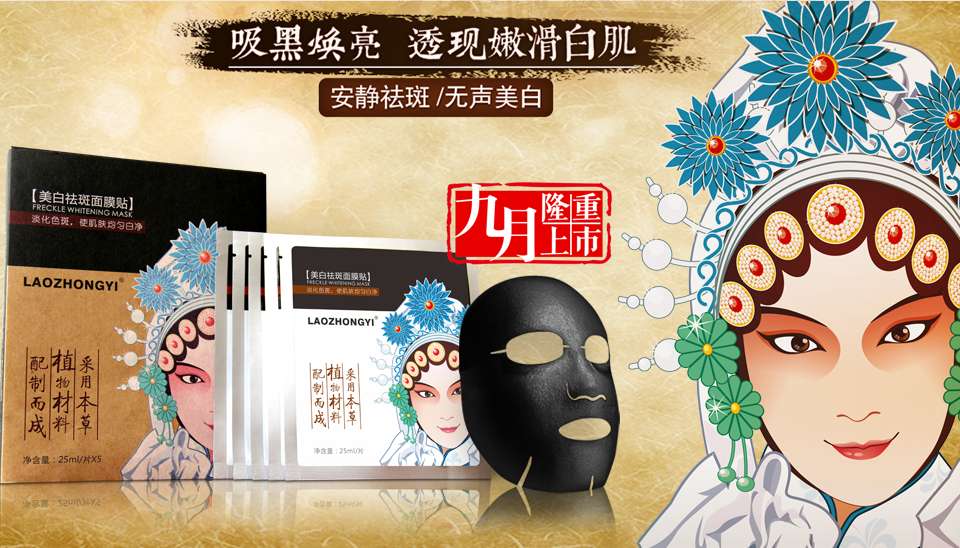 吸黑焕亮 透现嫩滑白肌
安静祛斑/无声美白
【美白祛斑面膜贴】
FRECKLE WHITENING MASK
淡化色斑，使肌肤均匀白净
LAOZHONGYI®
采用本草
植物材料
配制而成
净含量：25ml/片X5
【美白祛斑面膜贴】
FRECKLE WHITENING MASK
淡化色斑，使肌肤均匀白净
LAOZHONGYI®
采用本草
植物材料
配制而成
净含量：25ml/片
九月隆重上市